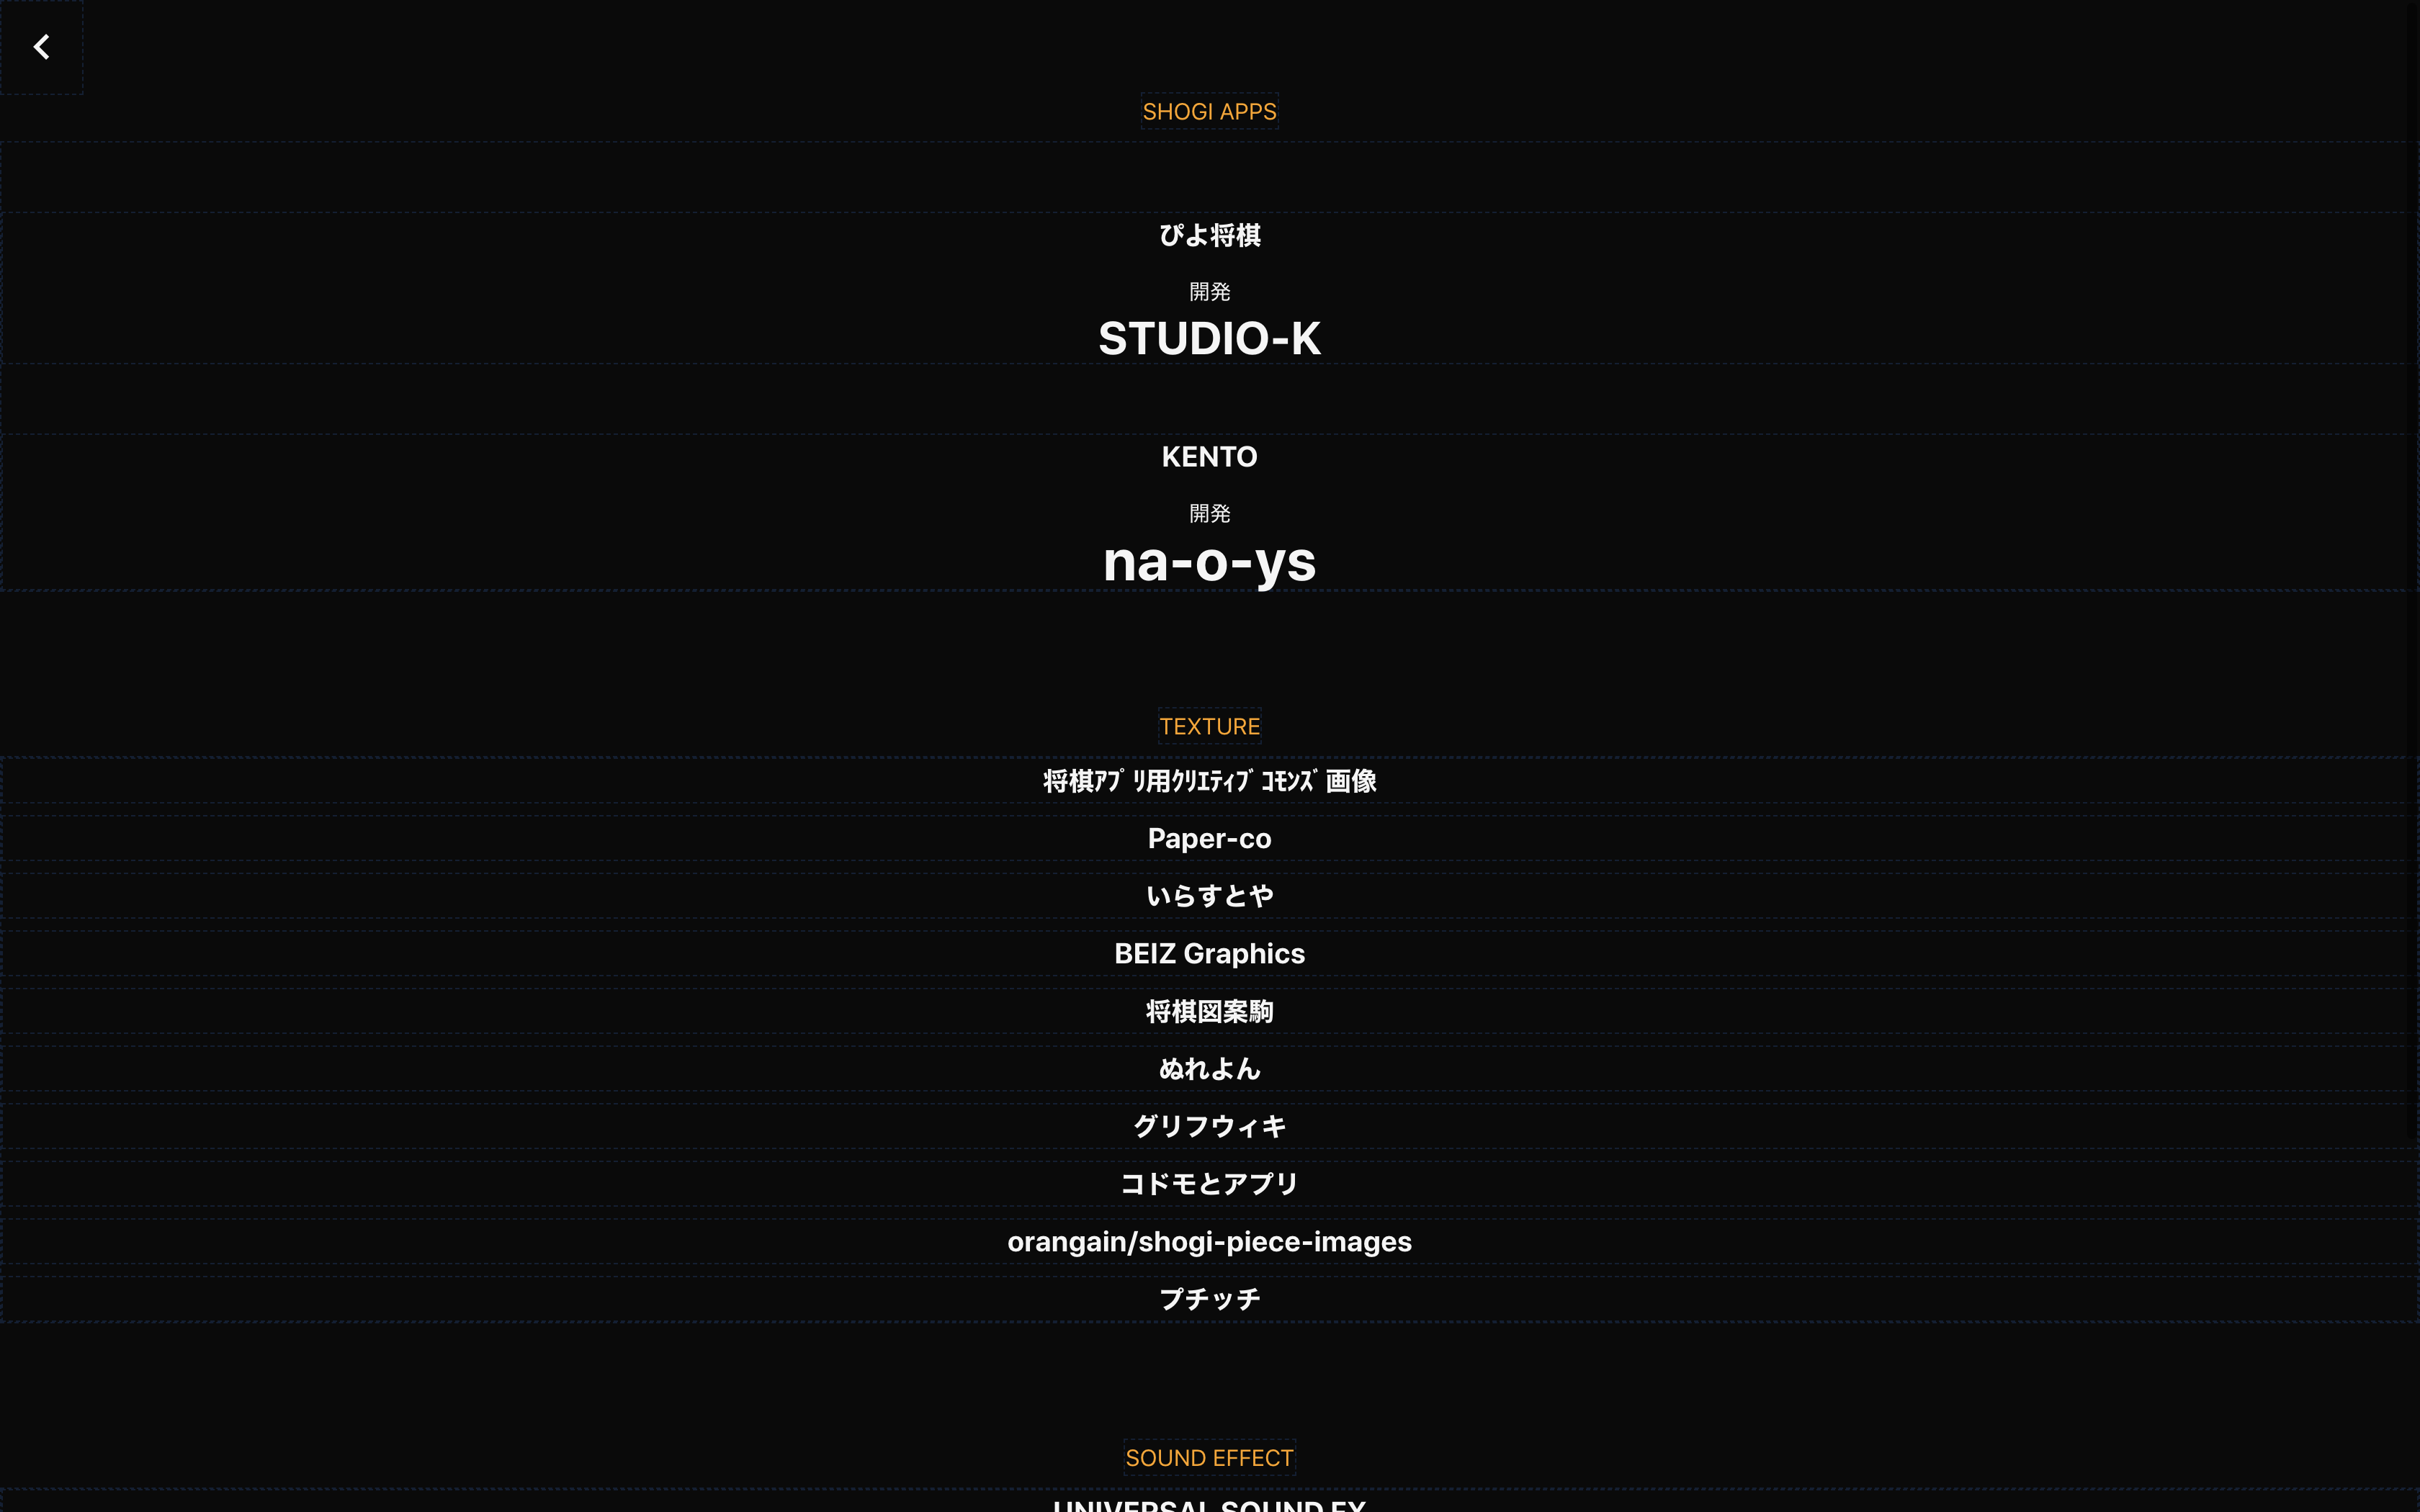 SHOGI APPS
ぴよ将棋
開発
STUDIO-K
KENTO
開発
na-o-ys
TEXTURE
将棋ｱﾌﾟﾘ用ｸﾘｴﾃｨﾌﾞｺﾓﾝｽﾞ画像
Paper-co
いらすとや
BEIZ Graphics
将棋図案駒
ぬれよん
グリフウィキ
コドモとアプリ
orangain/shogi-piece-images
プチッチ
SOUND EFFECT
UNIVERSAL SOUND FX